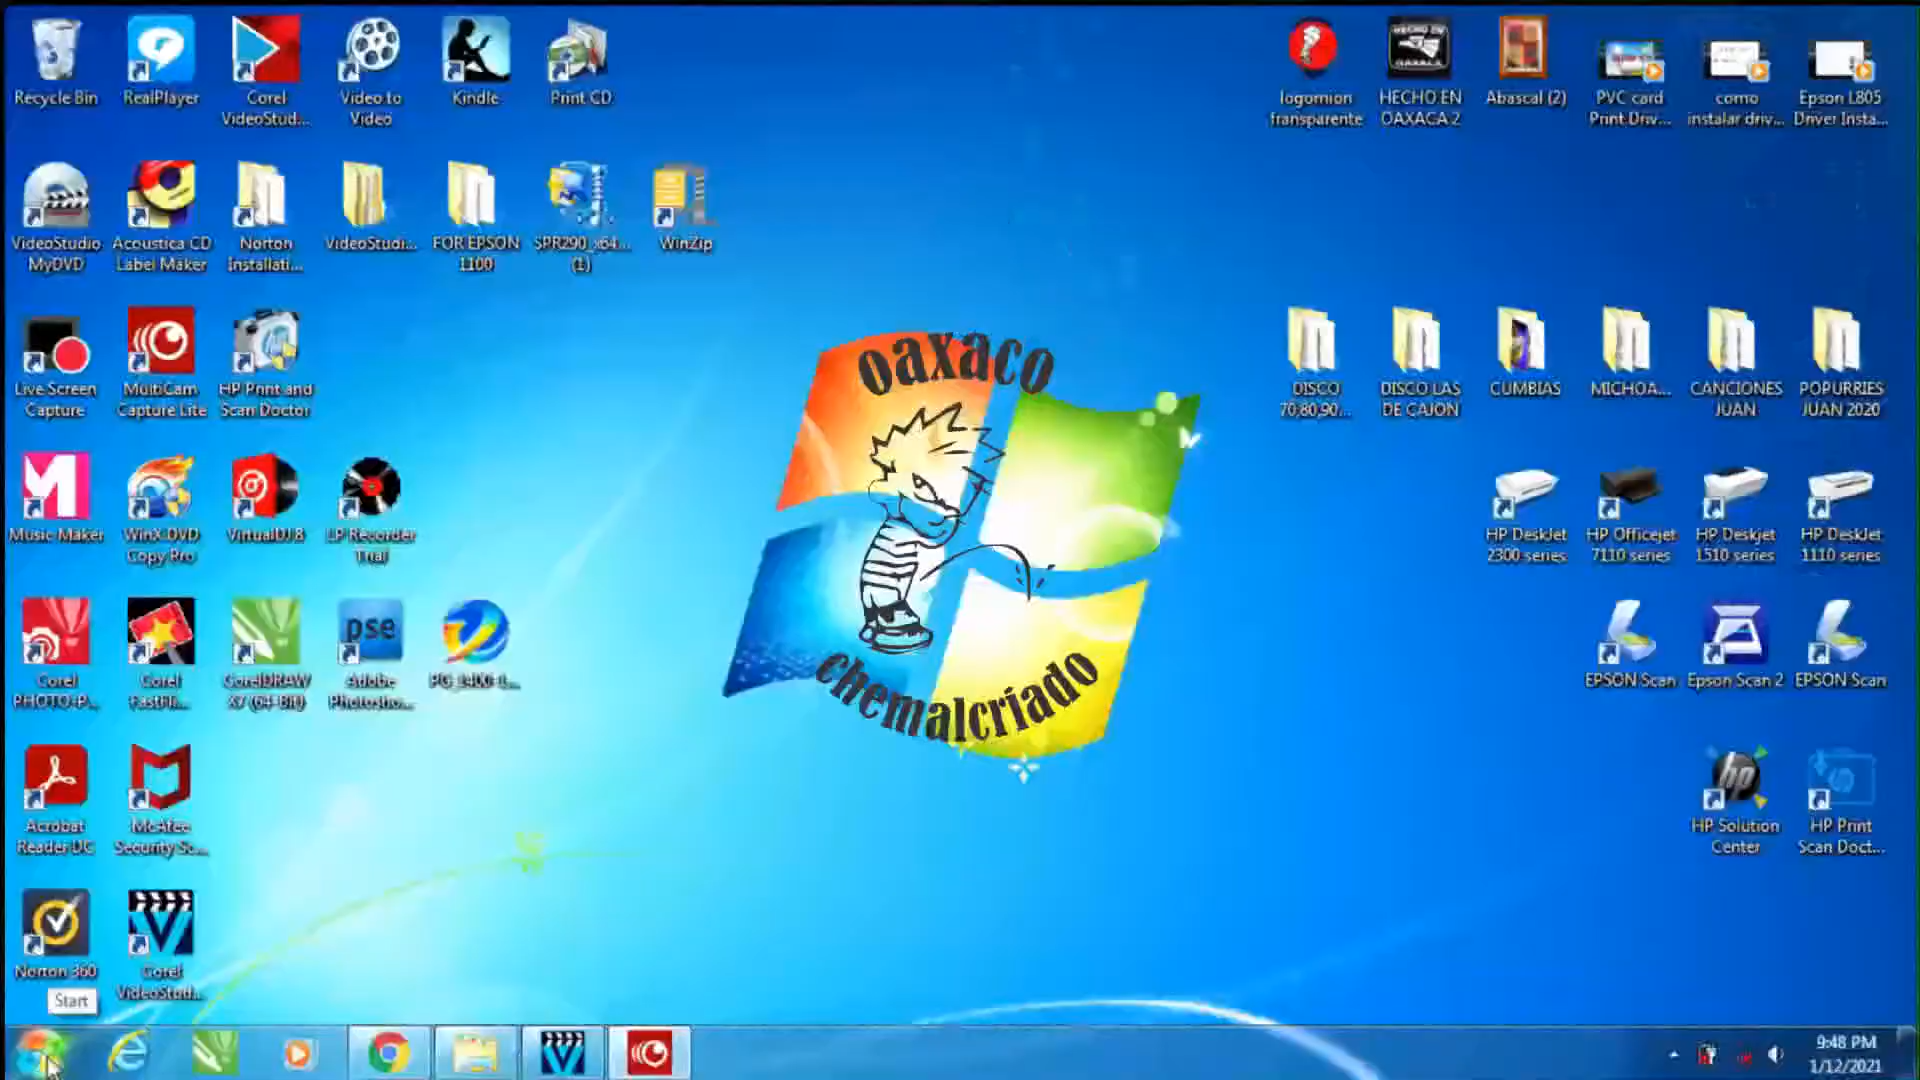 Recycle Bin
RealPlayer
Corel
VideoStud...
Video to
Video
Kindle
Print CD
logomion
transparente
HECHO EN
OAXACA
HECHO EN
OAXACA 2
Abascal (2)
PVC card
Print Driv...
como
instalar driv...
Epson L805
Driver Insta...
VideoStudio
MyDVD
Acoustica CD
Label Maker
Norton
Installati...
VideoStudi...
FOR EPSON
1100
SPR290_x64...
(1)
WinZip
Live Screen
Capture
MultiCam
Capture Lite
HP Print and
Scan Doctor
oaxaco
chemalcriado
DISCO
70,80,90...
DISCO LAS
DE CAJON
CUMBIAS
MICHOA...
CANCIONES
JUAN
POPURRIES
JUAN 2020
Music Maker
WinX DVD
Copy Pro
VirtualDJ 8
LP Recorder
Trial
HP DeskJet
2300 series
HP Officejet
7110 series
HP Deskjet
1510 series
HP DeskJet
1110 series
Corel
PHOTO-P...
Corel
FastFli...
CorelDRAW
X7 (64-Bit)
pse
Adobe
Photosho...
PG_1400-1...
EPSON Scan
Epson Scan 2
EPSON Scan
Acrobat
Reader DC
McAfee
Security Sc...
hp
HP Solution
Center
HP Print
Scan Doct...
Norton 360
Corel
VideoStud...
Start
9:48 PM
1/12/2021